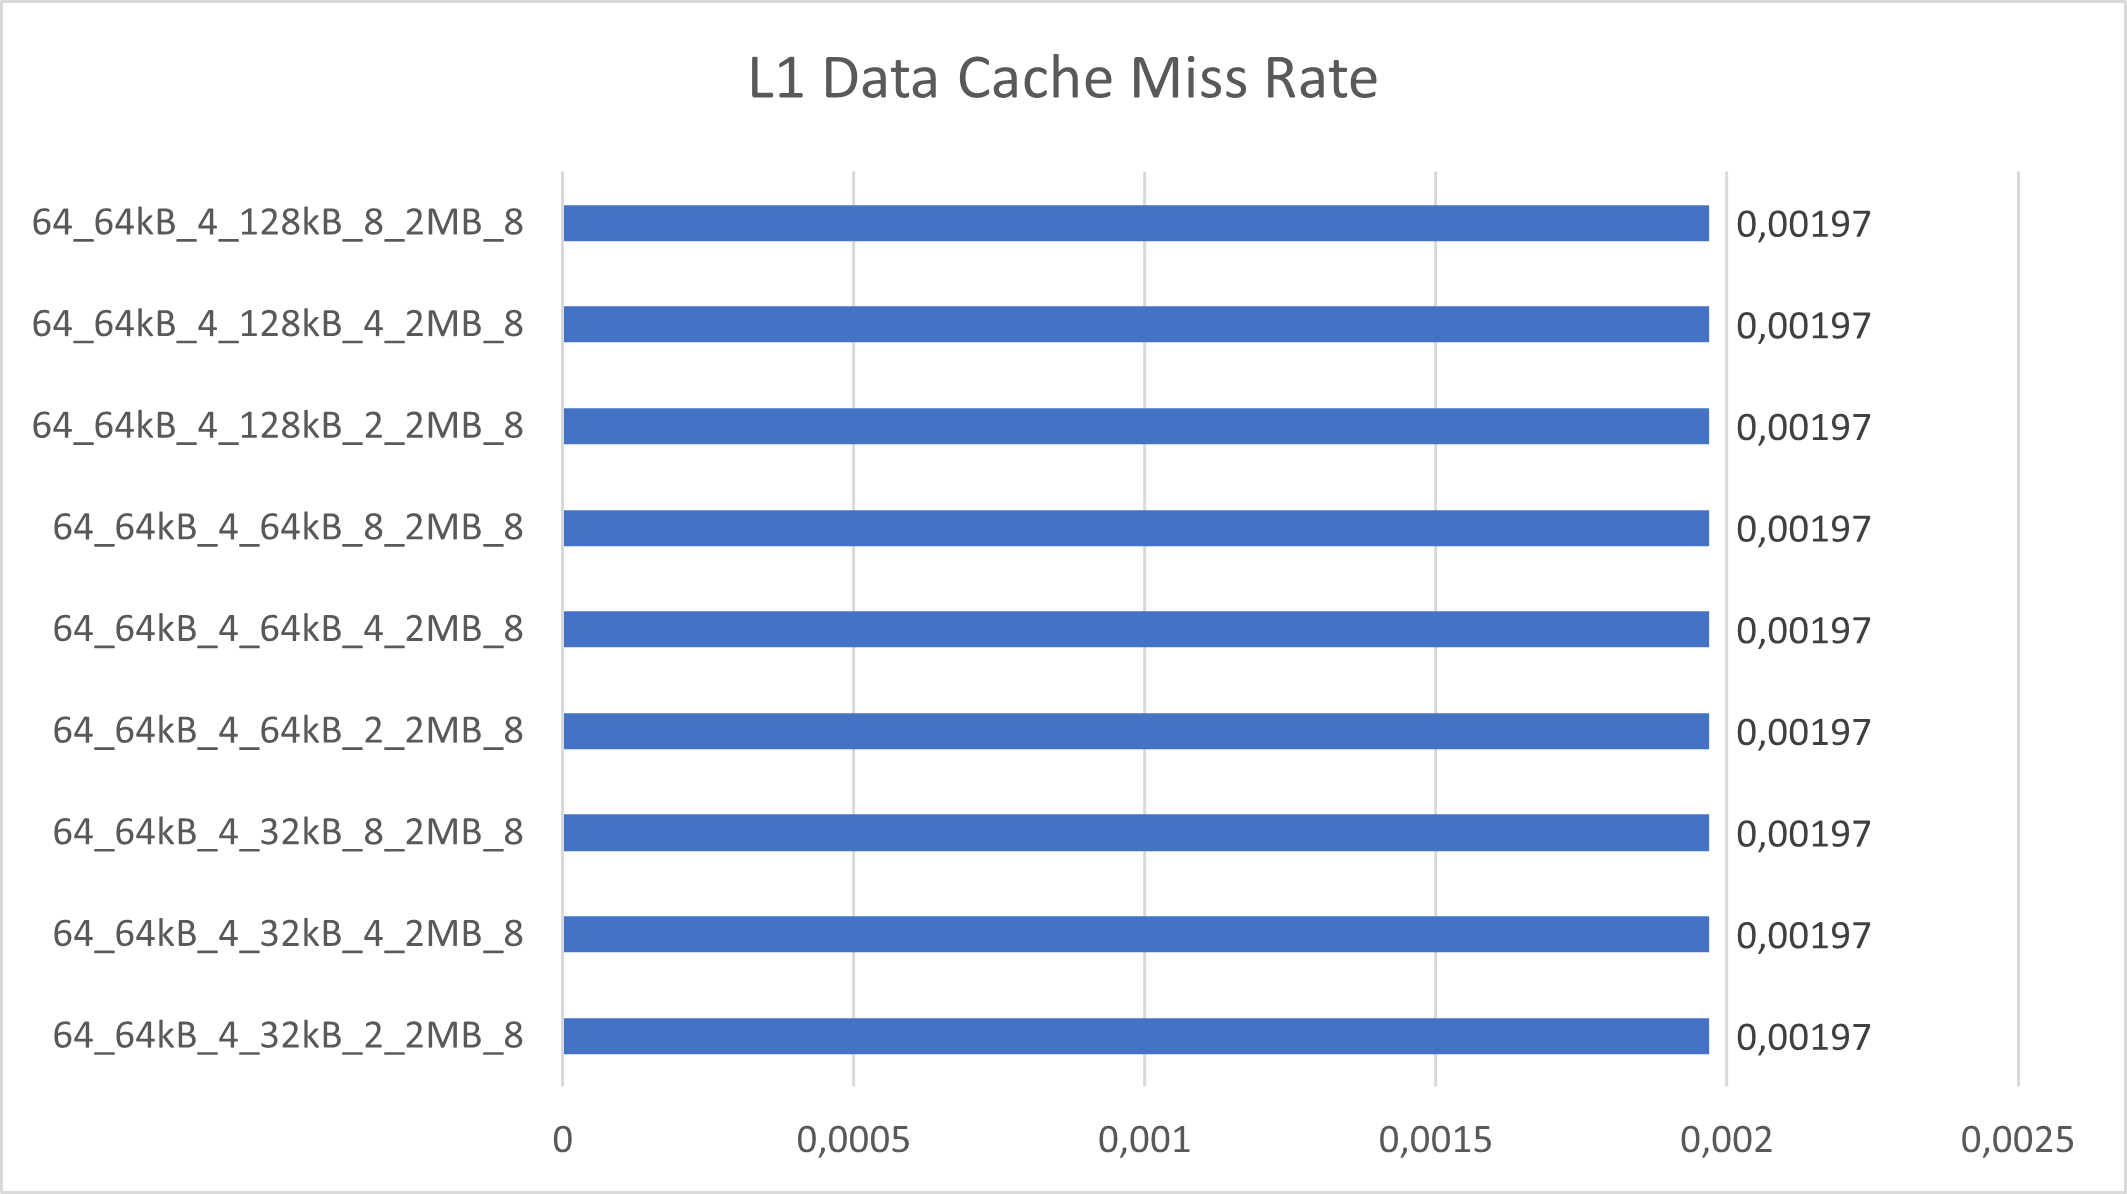 L1 Data Cache Miss Rate
64_64kB_4_128kB_8_2MB_8 0,00197
64_64kB_4_128kB_4_2MB_8 0,00197
64_64kB_4_128kB_2_2MB_8 0,00197
64_64kB_4_64kB_8_2MB_8 0,00197
64_64kB_4_64kB_4_2MB_8 0,00197
64_64kB_4_64kB_2_2MB_8 0,00197
64_64kB_4_32kB_8_2MB_8 0,00197
64_64kB_4_32kB_4_2MB_8 0,00197
64_64kB_4_32kB_2_2MB_8 0,00197
0 0,0005 0,001 0,0015 0,002 0,0025